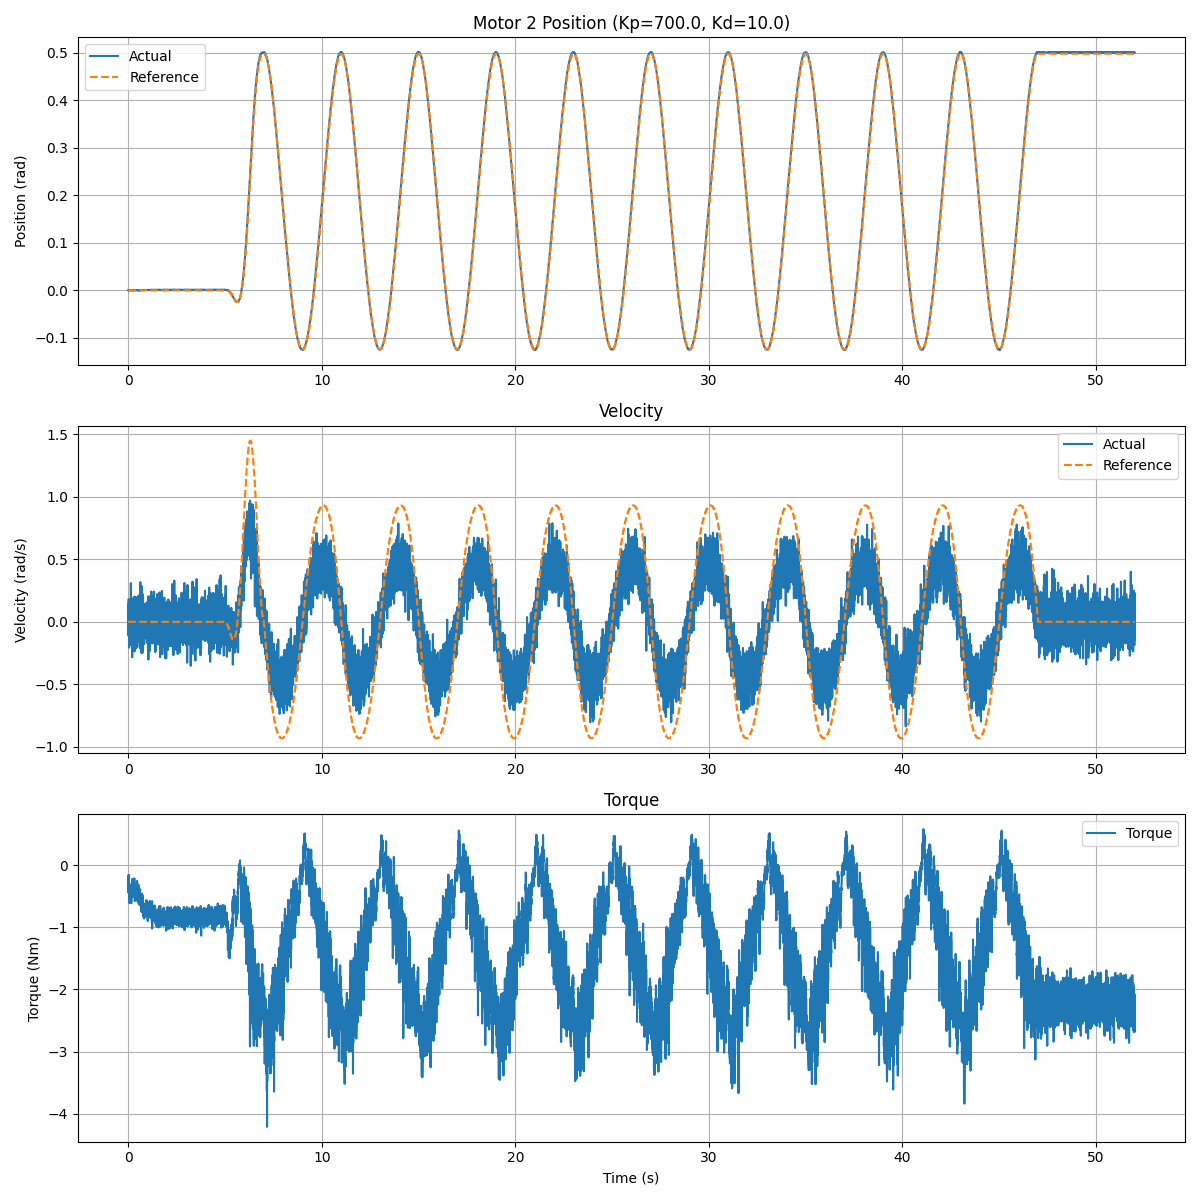 Motor 2 Position (Kp=700.0, Kd=10.0)
Actual
Reference
Position (rad)
0.5
0.4
0.3
0.2
0.1
0.0
−0.1
0 10 20 30 40 50
Velocity
Actual
Reference
Velocity (rad/s)
1.5
1.0
0.5
0.0
−0.5
−1.0
0 10 20 30 40 50
Torque
Torque
Torque (Nm)
0
−1
−2
−3
−4
0 10 20 30 40 50
Time (s)